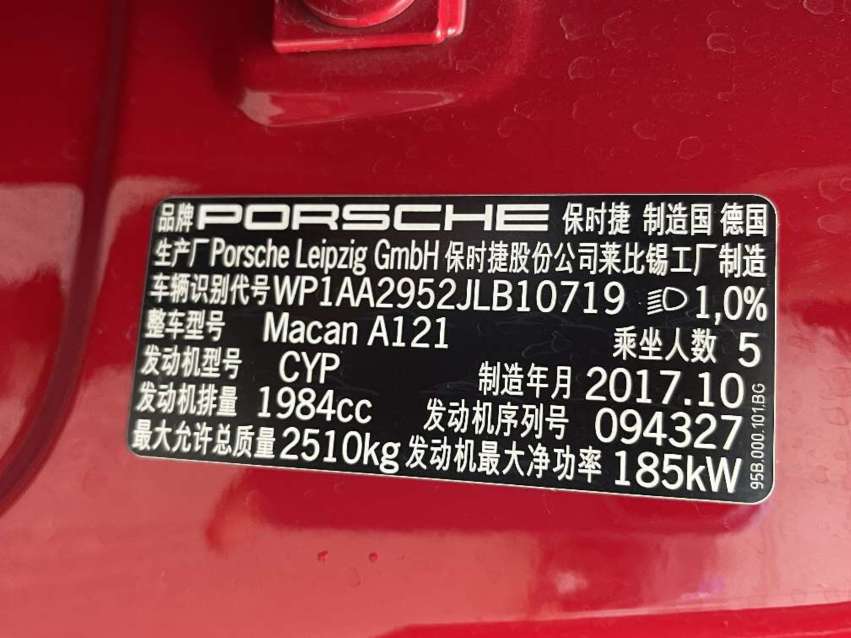 品牌 PORSCHE 保时捷 制造国 德国
生产厂 Porsche Leipzig GmbH 保时捷股份公司莱比锡工厂制造
车辆识别代号 WP1AA2952JLB10719 1,0%
整车型号 Macan A121 乘坐人数 5
发动机型号 CYP 制造年月 2017.10
发动机排量 1984cc 发动机序列号 094327
最大允许总质量 2510kg 发动机最大净功率 185kW
95B.000.101.BG